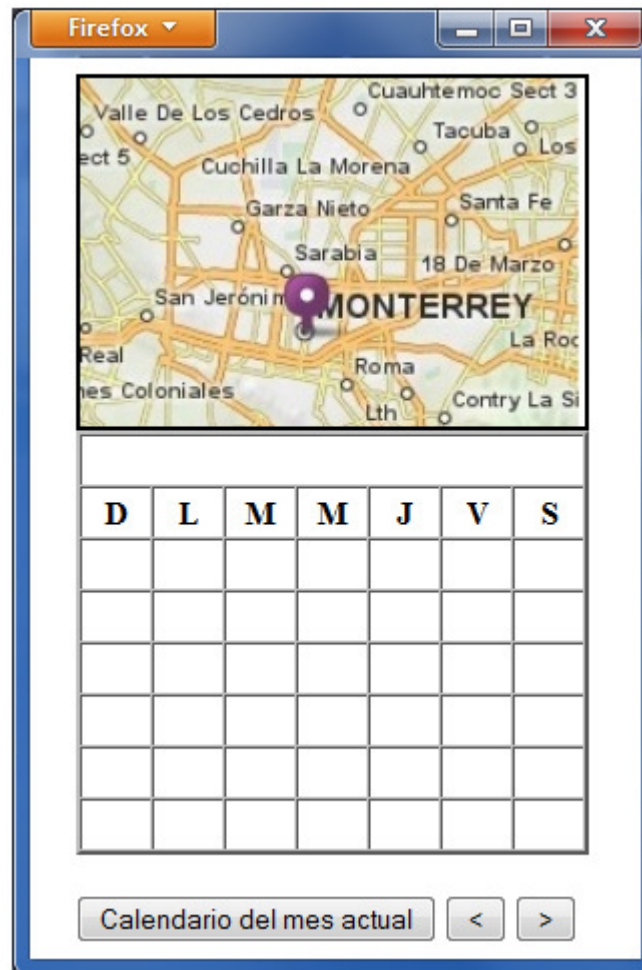 Firefox
Cuauhtemoc Sect 3
Valle De Los Cedros
Tacuba
ect 5
Los
Cuchilla La Morena
Garza Nieto
Santa Fe
Sarabia
18 De Marzo
San Jerónim
MONTERREY
Real
La Roc
Roma
nes Coloniales
Contry La Si
Lth
D L M M J V S
Calendario del mes actual < >